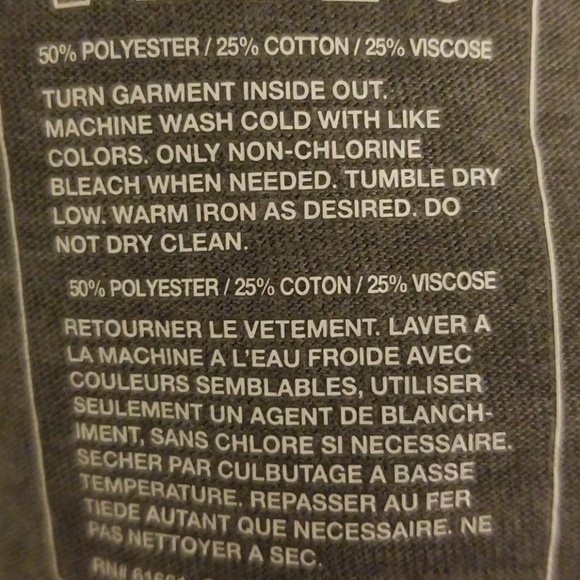 50% POLYESTER / 25% COTTON / 25% VISCOSE
TURN GARMENT INSIDE OUT.
MACHINE WASH COLD WITH LIKE
COLORS. ONLY NON-CHLORINE
BLEACH WHEN NEEDED. TUMBLE DRY
LOW. WARM IRON AS DESIRED. DO
NOT DRY CLEAN.
50% POLYESTER / 25% COTON / 25% VISCOSE
RETOURNER LE VETEMENT. LAVER A
LA MACHINE A L'EAU FROIDE AVEC
COULEURS SEMBLABLES, UTILISER
SEULEMENT UN AGENT DE BLANCH-
IMENT, SANS CHLORE SI NECESSAIRE.
SECHER PAR CULBUTAGE A BASSE
TEMPERATURE. REPASSER AU FER
TIEDE AUTANT QUE NECESSAIRE. NE
PAS NETTOYER A SEC.
RN#